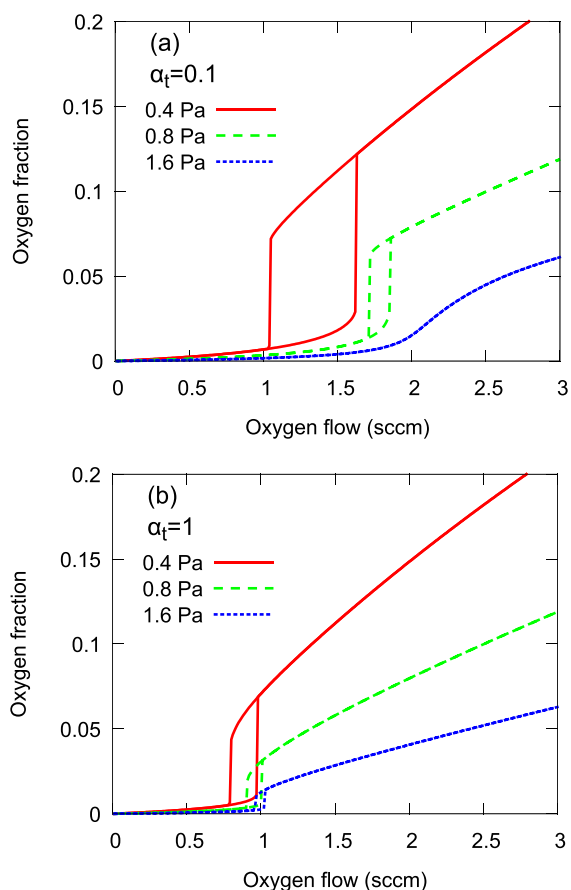 (a)
αt=0.1
0.4 Pa
0.8 Pa
1.6 Pa
0.2
0.15
0.1
0.05
0
Oxygen fraction
0 0.5 1 1.5 2 2.5 3
Oxygen flow (sccm)
(b)
αt=1
0.4 Pa
0.8 Pa
1.6 Pa
0.2
0.15
0.1
0.05
0
Oxygen fraction
0 0.5 1 1.5 2 2.5 3
Oxygen flow (sccm)